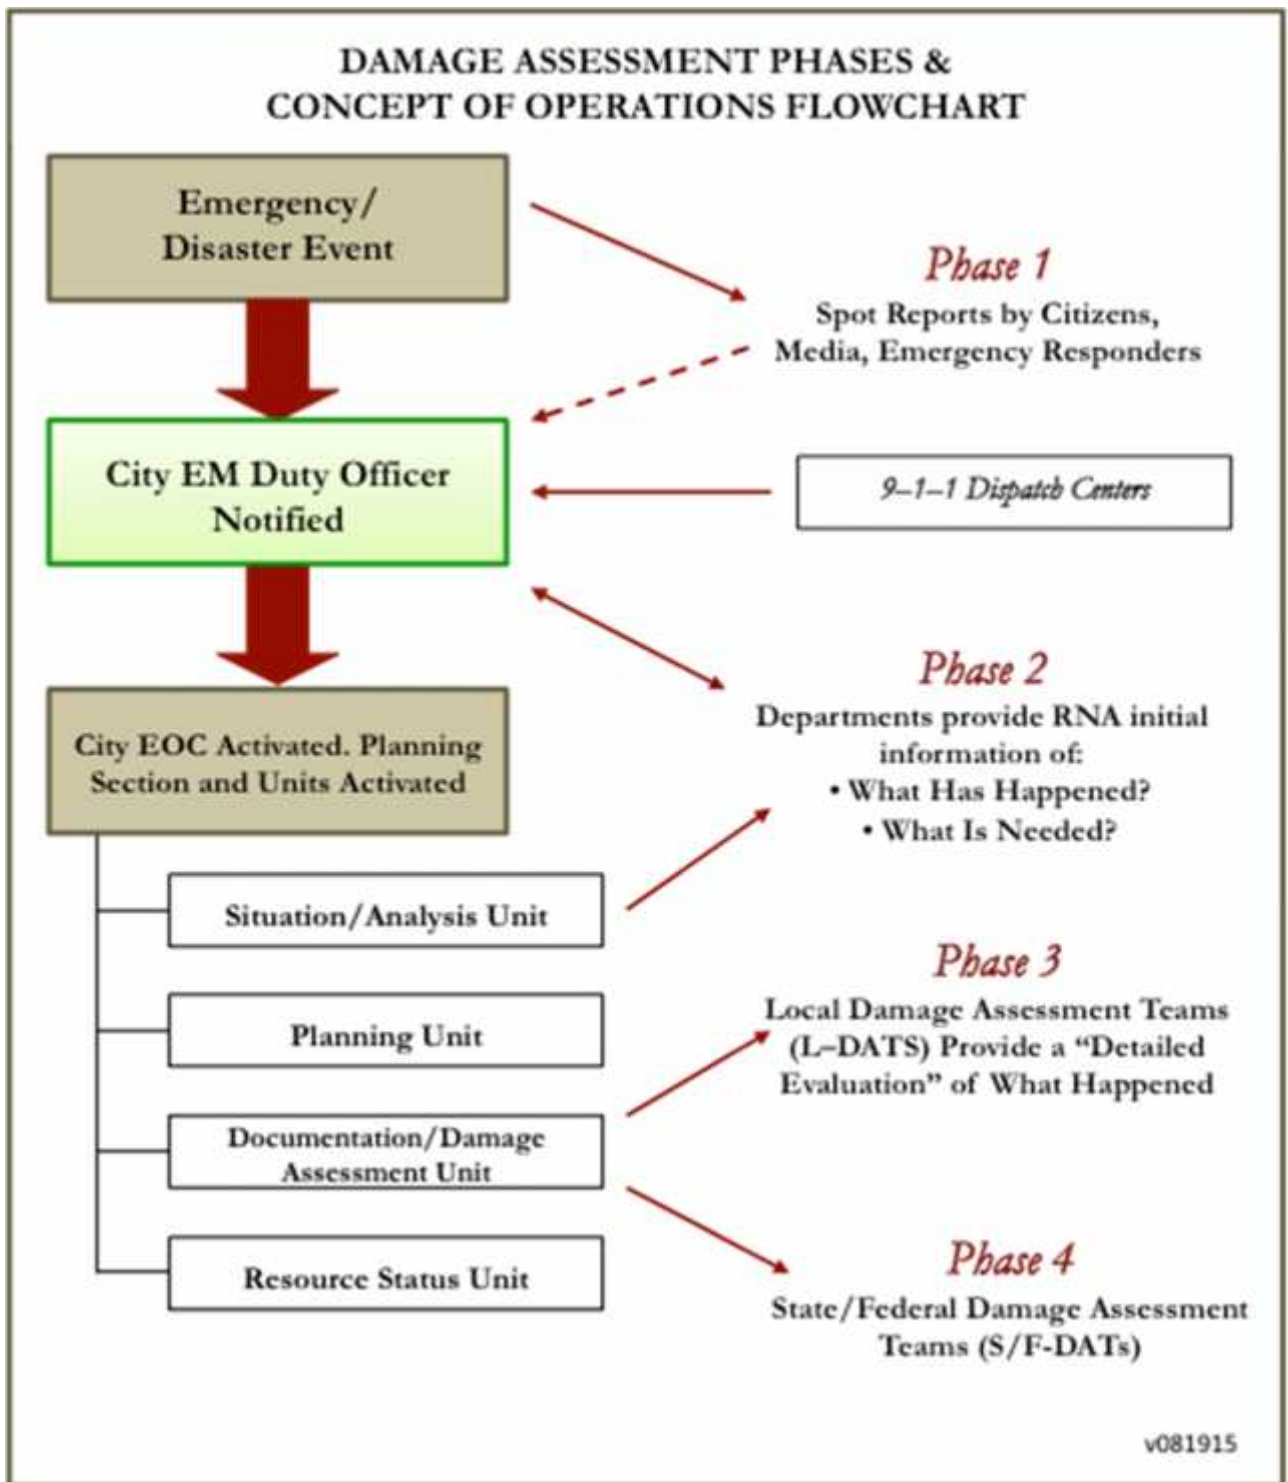 DAMAGE ASSESSMENT PHASES &
CONCEPT OF OPERATIONS FLOWCHART
Emergency/
Disaster Event
Phase 1
Spot Reports by Citizens,
Media, Emergency Responders
City EM Duty Officer
Notified
9–1–1 Dispatch Centers
Phase 2
Departments provide RNA initial
information of:
• What Has Happened?
• What Is Needed?
City EOC Activated. Planning
Section and Units Activated
Situation/Analysis Unit
Planning Unit
Phase 3
Local Damage Assessment Teams
(L–DATS) Provide a “Detailed
Evaluation” of What Happened
Documentation/Damage
Assessment Unit
Resource Status Unit
Phase 4
State/Federal Damage Assessment
Teams (S/F-DATs)
v081915